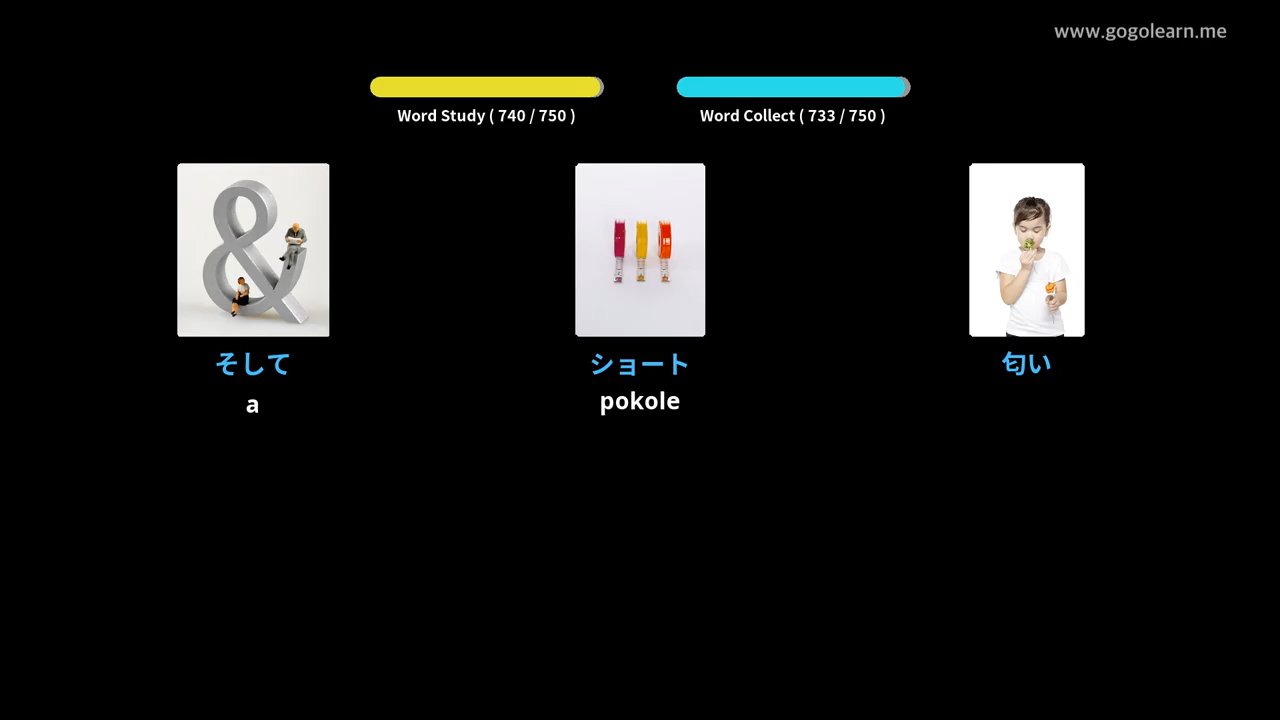 www.gogolearn.me
Word Study ( 740 / 750 )
Word Collect ( 733 / 750 )
そして
a
ショート
pokole
匂い